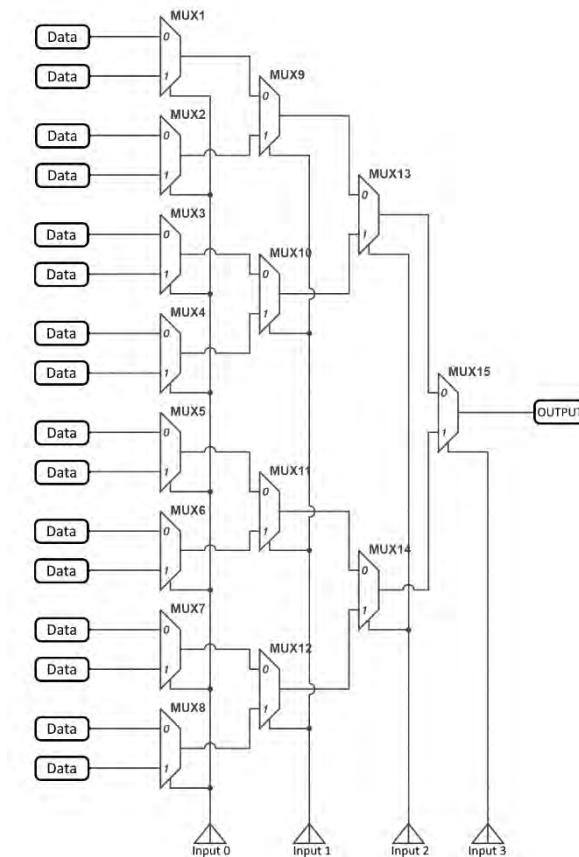 MUX1
Data
0
Data
1
MUX9
0
1
MUX2
Data
0
Data
1
MUX13
0
1
MUX3
Data
0
Data
1
MUX10
0
1
MUX4
Data
0
Data
1
MUX15
0
1
OUTPUT
MUX5
Data
0
Data
1
MUX11
0
1
MUX6
Data
0
Data
1
MUX14
0
1
MUX7
Data
0
Data
1
MUX12
0
1
MUX8
Data
0
Data
1
Input 0
Input 1
Input 2
Input 3